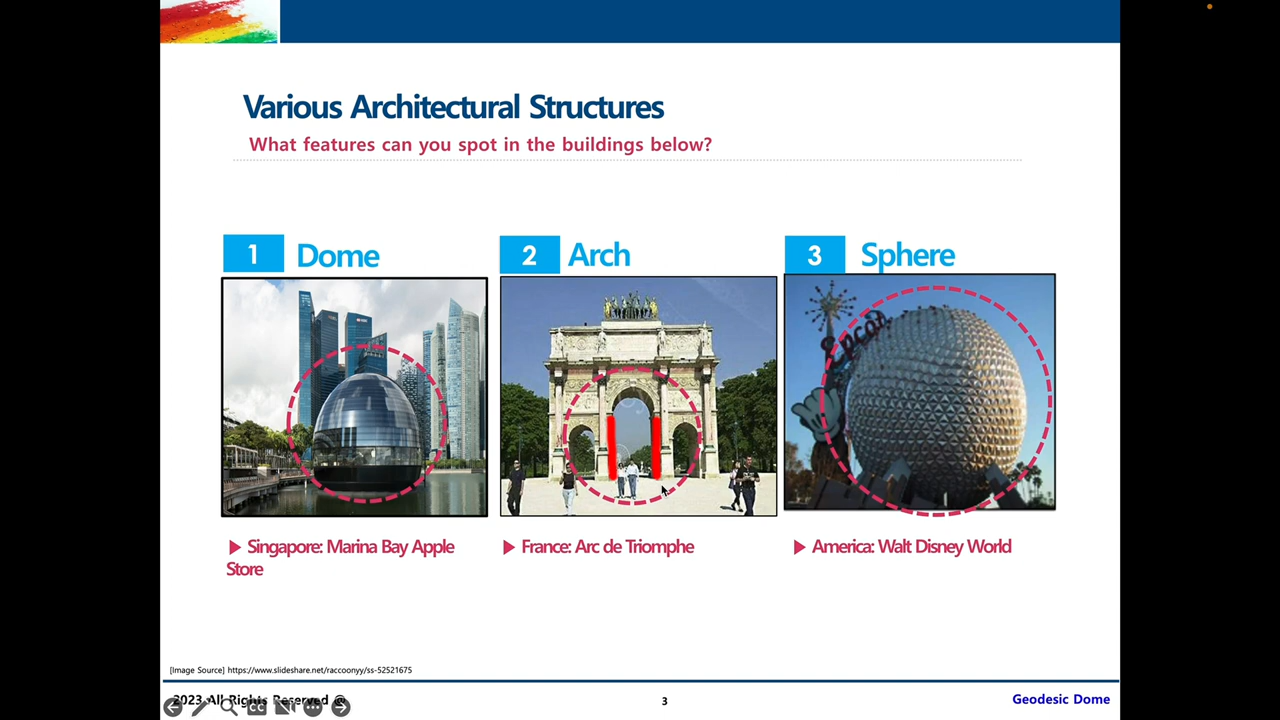 Various Architectural Structures
What features can you spot in the buildings below?
1 Dome
2 Arch
3 Sphere
Epcot
▶ Singapore: Marina Bay Apple
Store
▶ France: Arc de Triomphe
▶ America: Walt Disney World
[Image Source] https://www.slideshare.net/raccoonyy/ss-52521675
2023 All Rights Reserved @
CC
3
Geodesic Dome